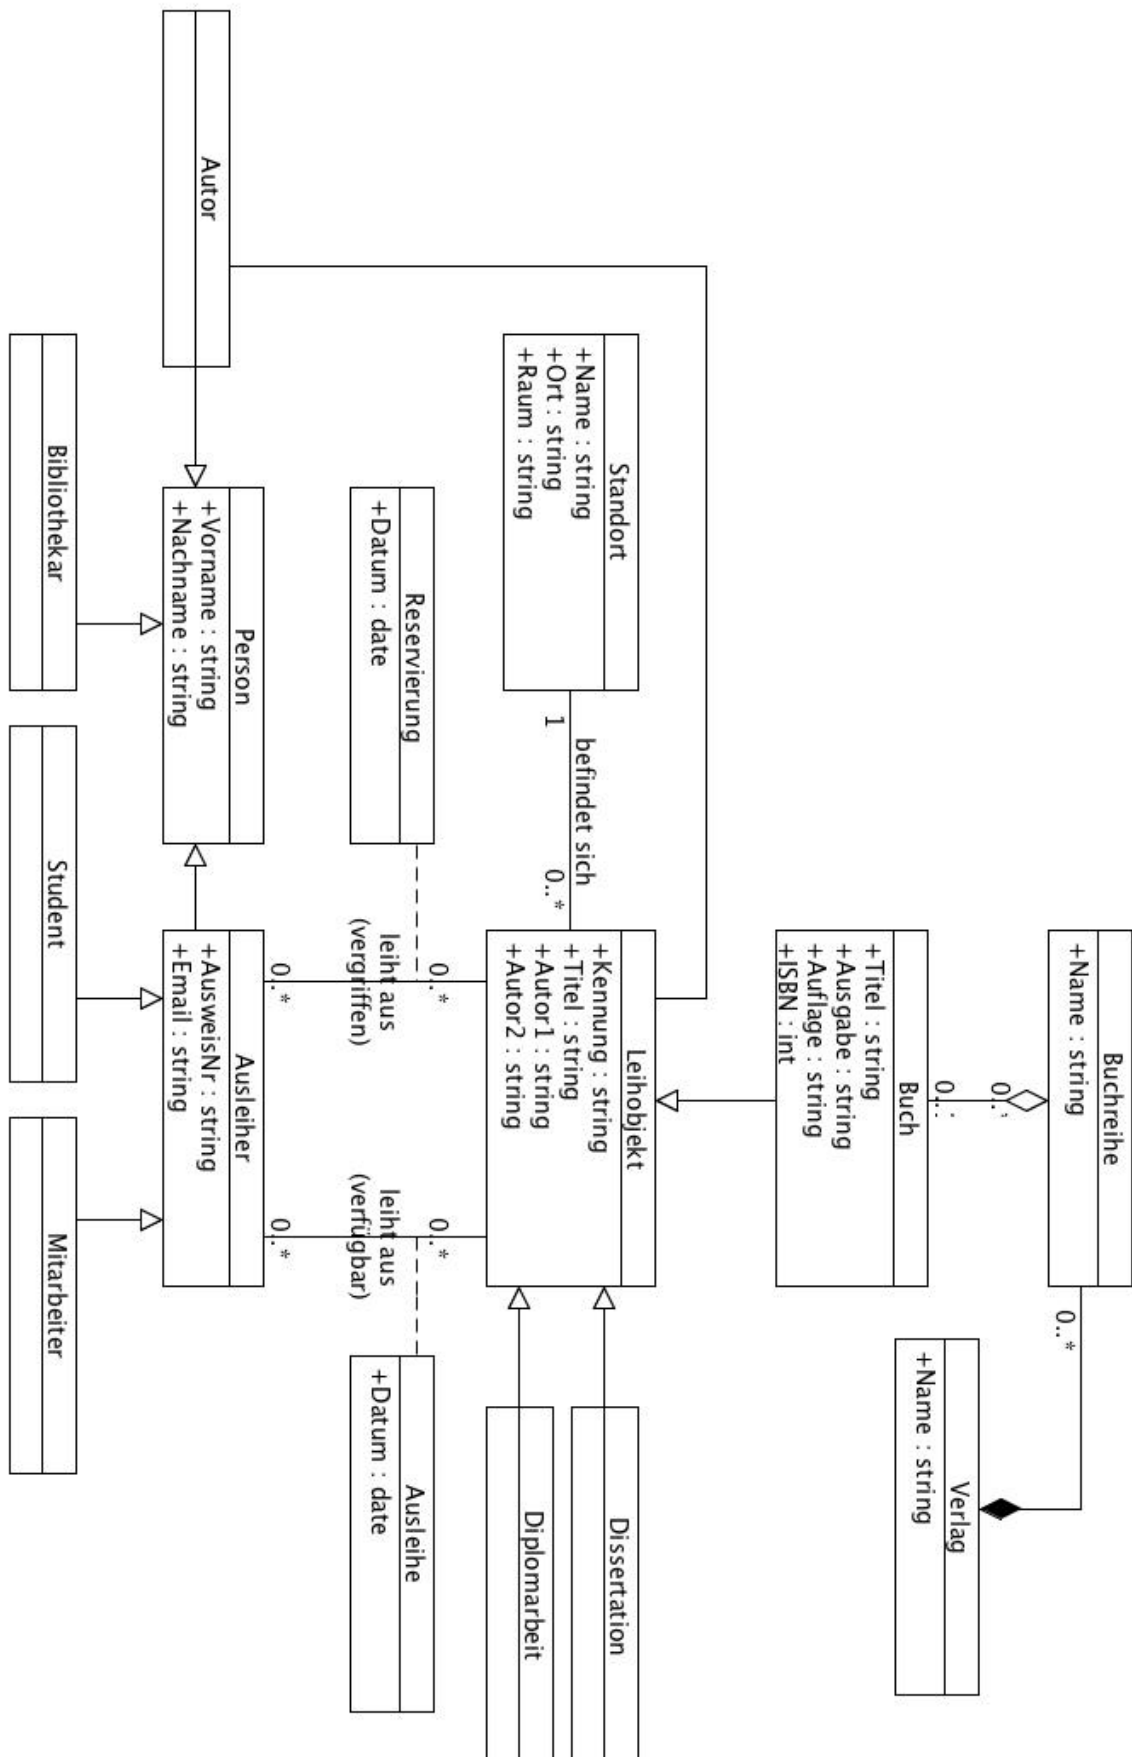 Buchreihe
+Name : string
0..*
Verlag
+Name : string
Buch
+Titel : string
+Ausgabe : string
+Auflage : string
+ISBN : int
Leihobjekt
+Kennung : string
+Titel : string
+Autor1 : string
+Autor2 : string
Dissertation
Diplomarbeit
Standort
+Name : string
+Ort : string
+Raum : string
1
befindet sich
0..*
Autor
Reservierung
+Datum : date
0..*
leiht aus
(vergriffen)
0..*
0..*
leiht aus
(verfügbar)
0..*
Ausleihe
+Datum : date
Person
+Vorname : string
+Nachname : string
Ausleiher
+AusweisNr : string
+Email : string
Bibliothekar
Student
Mitarbeiter